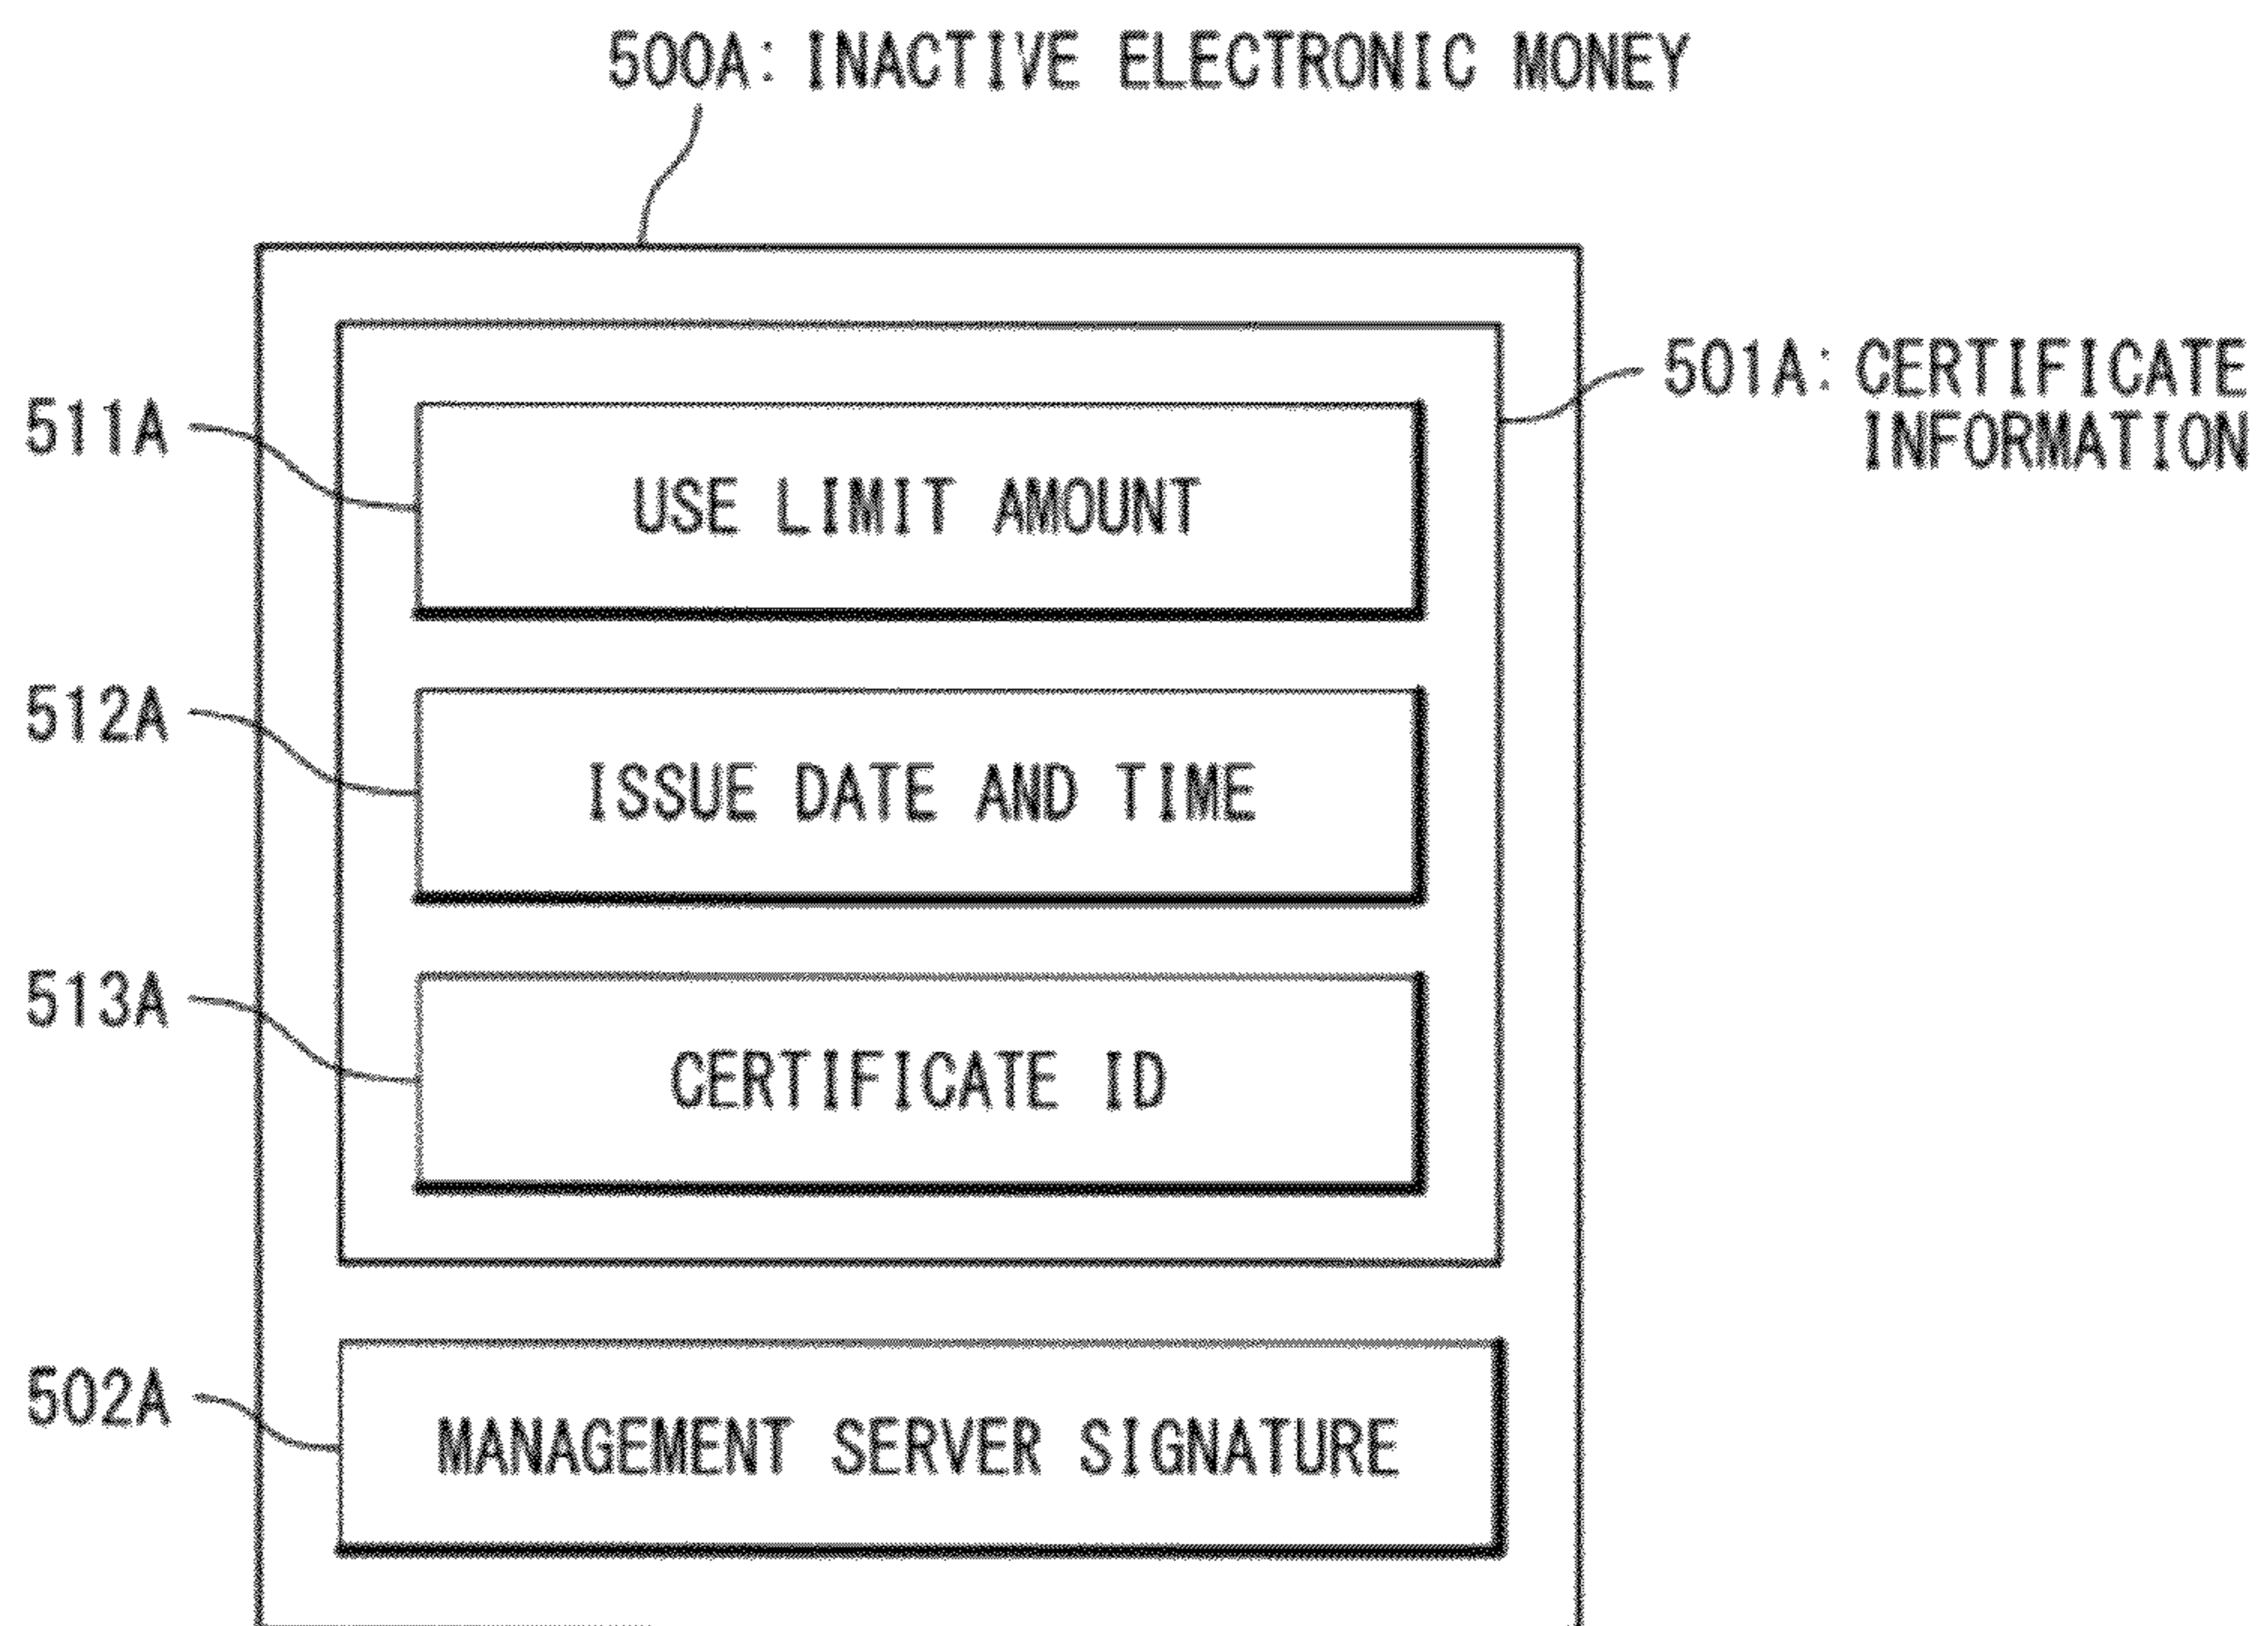 500A: INACTIVE ELECTRONIC MONEY
501A: CERTIFICATE
INFORMATION
511A
USE LIMIT AMOUNT
512A
ISSUE DATE AND TIME
513A
CERTIFICATE ID
502A
MANAGEMENT SERVER SIGNATURE